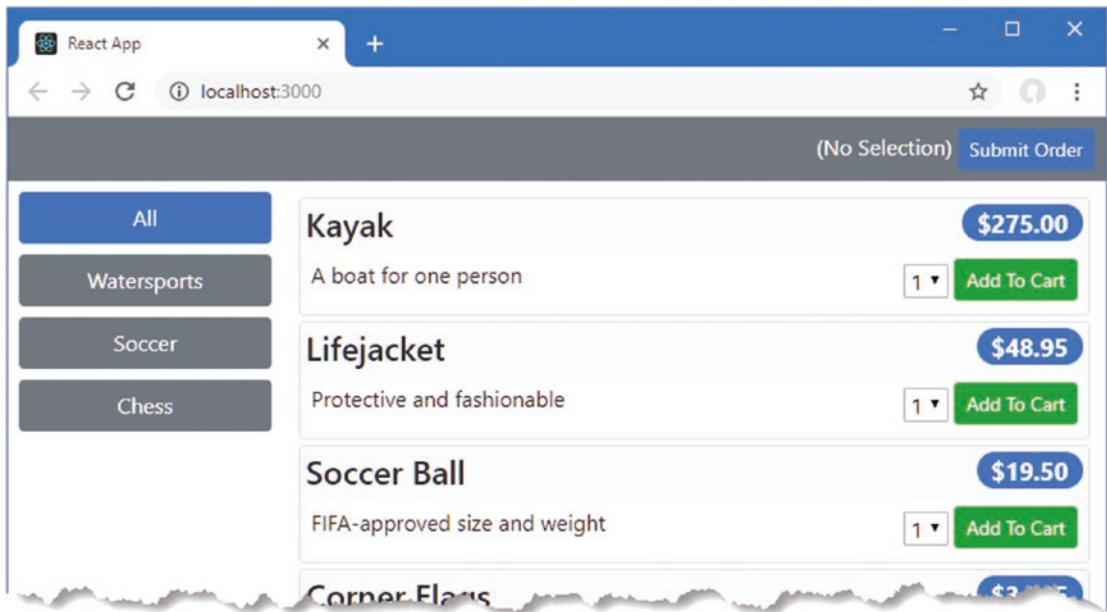 React App
localhost:3000
(No Selection) Submit Order
All
Watersports
Soccer
Chess
Kayak $275.00
A boat for one person 1 Add To Cart
Lifejacket $48.95
Protective and fashionable 1 Add To Cart
Soccer Ball $19.50
FIFA-approved size and weight 1 Add To Cart
Corner Flags